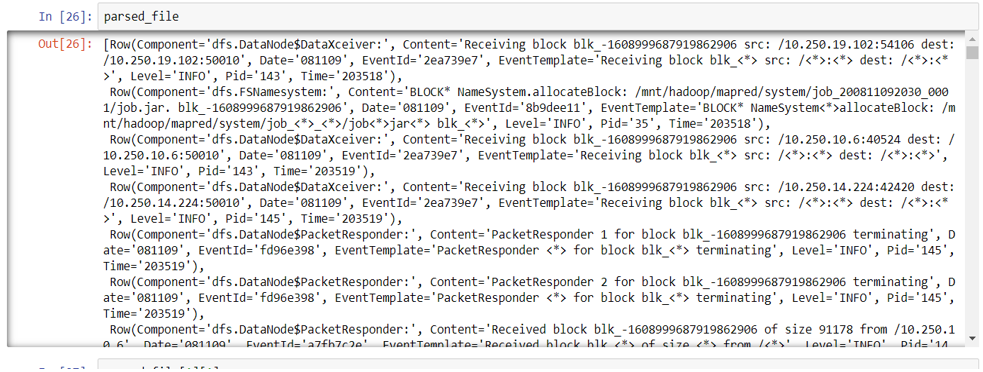 In [26]: parsed_file
Out[26]: [Row(Component='dfs.DataNode$DataXceiver:', Content='Receiving block blk_-1608999687919862906 src: /10.250.19.102:54106 dest:
/10.250.19.102:50010', Date='081109', EventId='2ea739e7', EventTemplate='Receiving block blk_<*> src: /<*>:<*> dest: /<*>:<*
>', Level='INFO', Pid='143', Time='203518'),
Row(Component='dfs.FSNamesystem:', Content='BLOCK* NameSystem.allocateBlock: /mnt/hadoop/mapred/system/job_200811092030_000
1/job.jar. blk_-1608999687919862906', Date='081109', EventId='8b9dee11', EventTemplate='BLOCK* NameSystem<*>allocateBlock: /m
nt/hadoop/mapred/system/job_<*>_<*>/job<*>jar<*> blk_<*>', Level='INFO', Pid='35', Time='203518'),
Row(Component='dfs.DataNode$DataXceiver:', Content='Receiving block blk_-1608999687919862906 src: /10.250.10.6:40524 dest: /
10.250.10.6:50010', Date='081109', EventId='2ea739e7', EventTemplate='Receiving block blk_<*> src: /<*>:<*> dest: /<*>:<*>',
Level='INFO', Pid='143', Time='203519'),
Row(Component='dfs.DataNode$DataXceiver:', Content='Receiving block blk_-1608999687919862906 src: /10.250.14.224:42420 dest:
/10.250.14.224:50010', Date='081109', EventId='2ea739e7', EventTemplate='Receiving block blk_<*> src: /<*>:<*> dest: /<*>:<*
>', Level='INFO', Pid='145', Time='203519'),
Row(Component='dfs.DataNode$PacketResponder:', Content='PacketResponder 1 for block blk_-1608999687919862906 terminating', D
ate='081109', EventId='fd96e398', EventTemplate='PacketResponder <*> for block blk_<*> terminating', Level='INFO', Pid='145',
Time='203519'),
Row(Component='dfs.DataNode$PacketResponder:', Content='PacketResponder 2 for block blk_-1608999687919862906 terminating', D
ate='081109', EventId='fd96e398', EventTemplate='PacketResponder <*> for block blk_<*> terminating', Level='INFO', Pid='145',
Time='203519'),
Row(Component='dfs.DataNode$PacketResponder:', Content='Received block blk_-1608999687919862906 of size 91178 from /10.250.1
0.6', Date='081109', EventId='a7fb7c2e', EventTemplate='Received block blk_<*> of size <*> from /<*>', Level='INFO', Pid='14